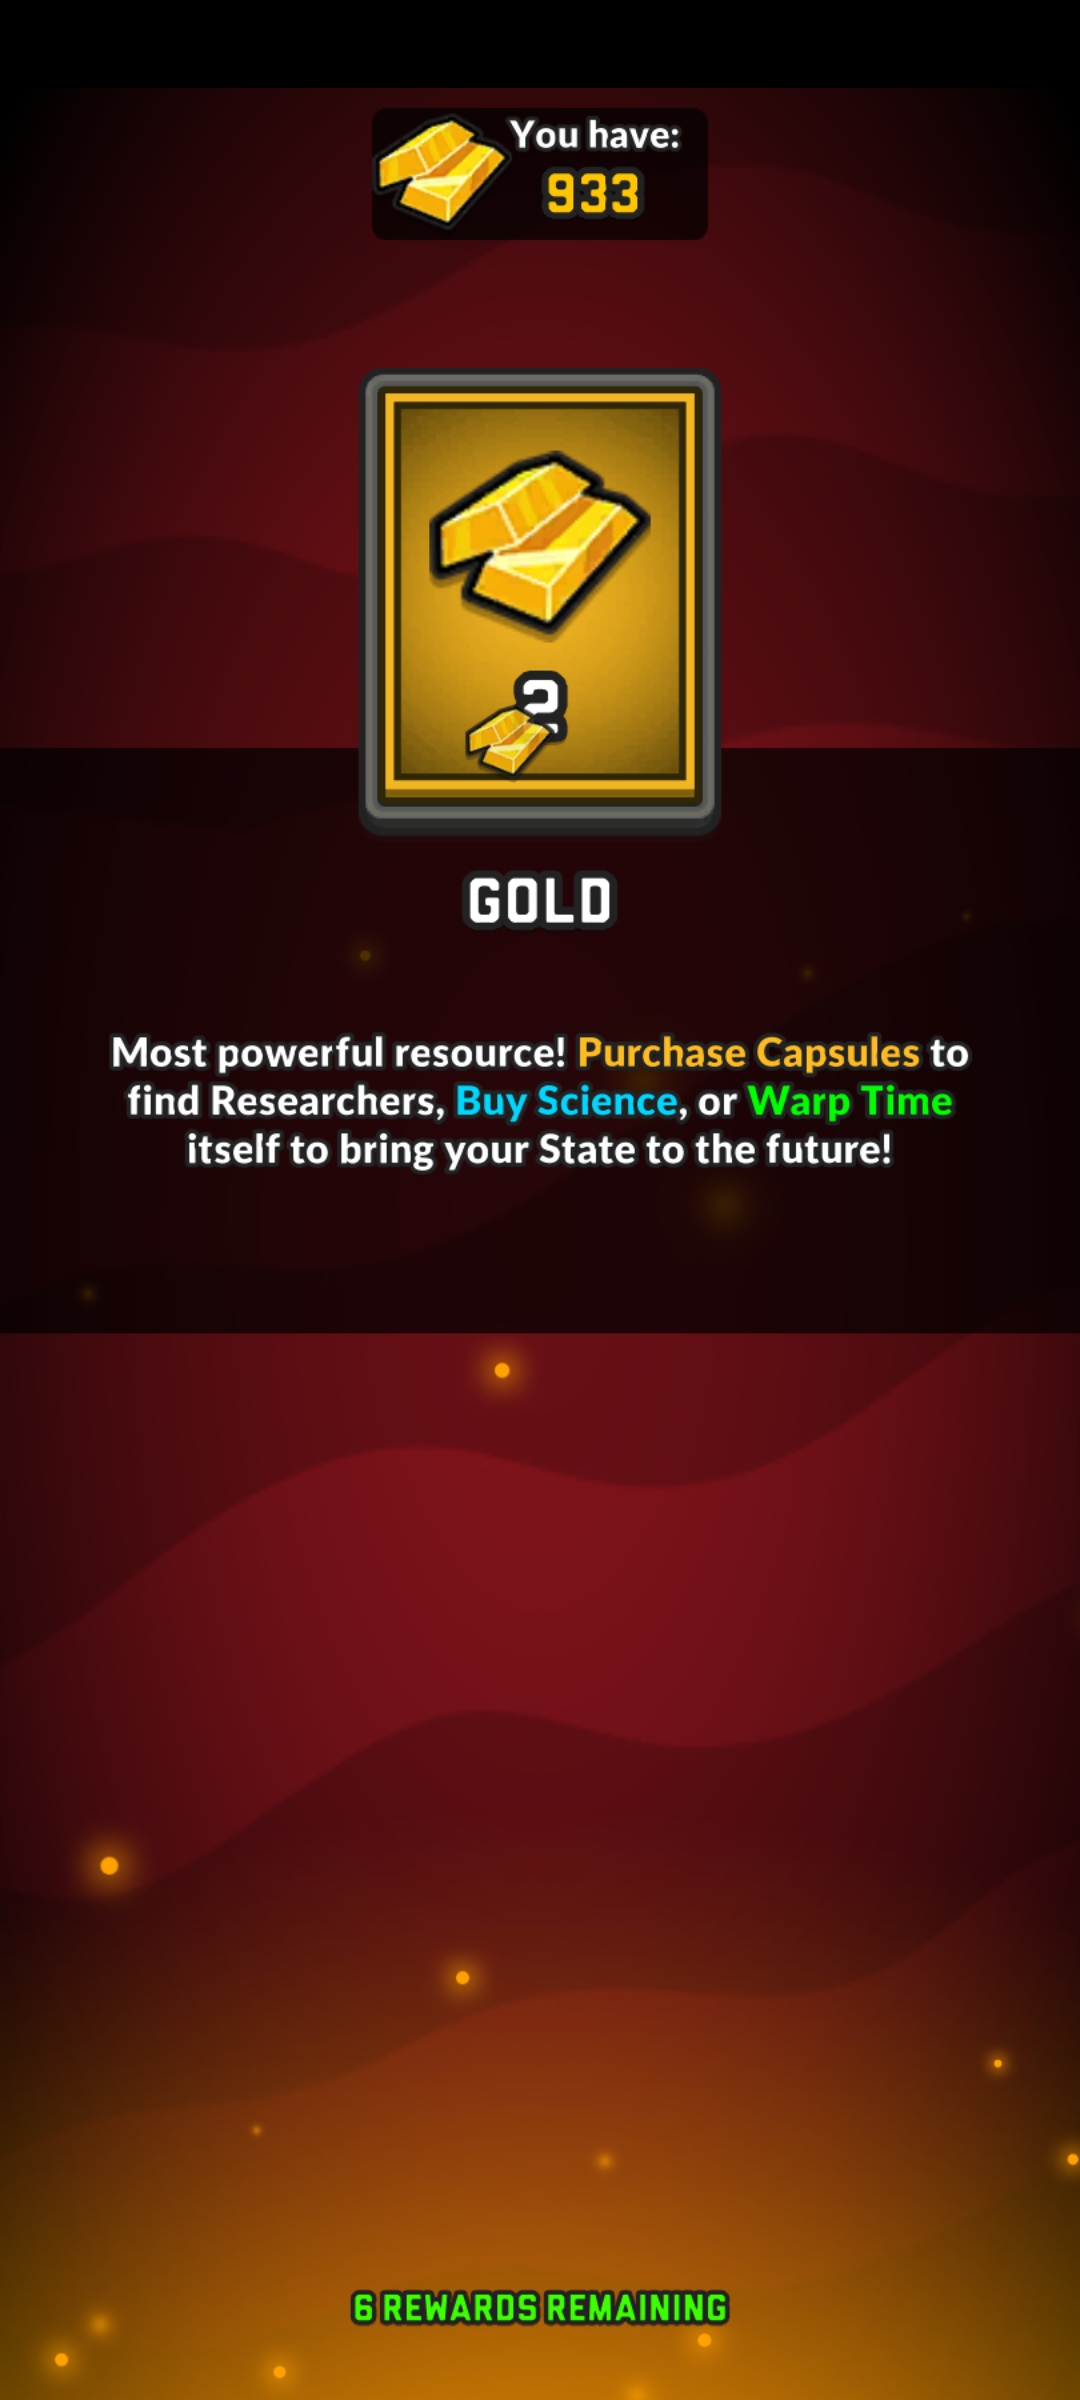 You have:
933
GOLD
Most powerful resource! Purchase Capsules to
find Researchers, Buy Science, or Warp Time
itself to bring your State to the future!
6 REWARDS REMAINING